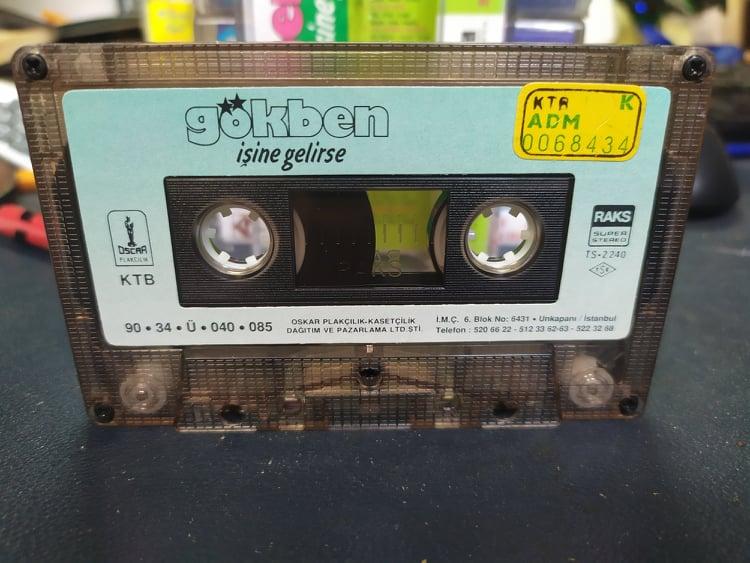 gökben
işine gelirse
KTB K
ADM
0068434
OSCAR
PLAKÇILIK
KTB
RAKS
SUPER
STEREO
TS-2240
TSK
90 • 34 • Ü • 040 • 085
OSKAR PLAKÇILIK-KASETÇİLİK
DAĞITIM VE PAZARLAMA LTD.ŞTİ.
İ.M.Ç. 6. Blok No: 6431 • Unkapanı / İstanbul
Telefon : 520 66 22 - 512 33 62-63 - 522 32 68